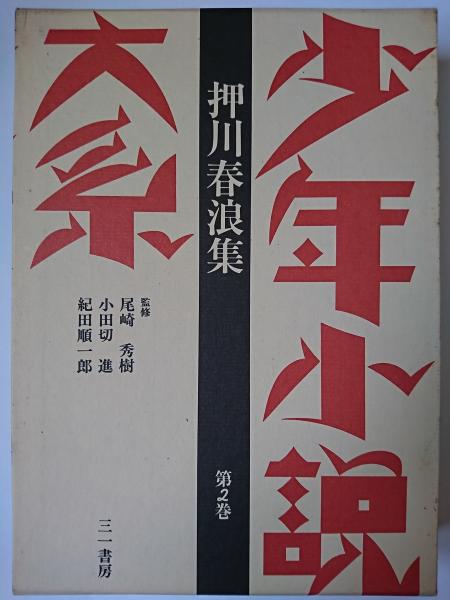 少年小説
大系
押川春浪集
第2巻
監修
尾崎 秀樹
小田切 進
紀田順一郎
三一書房